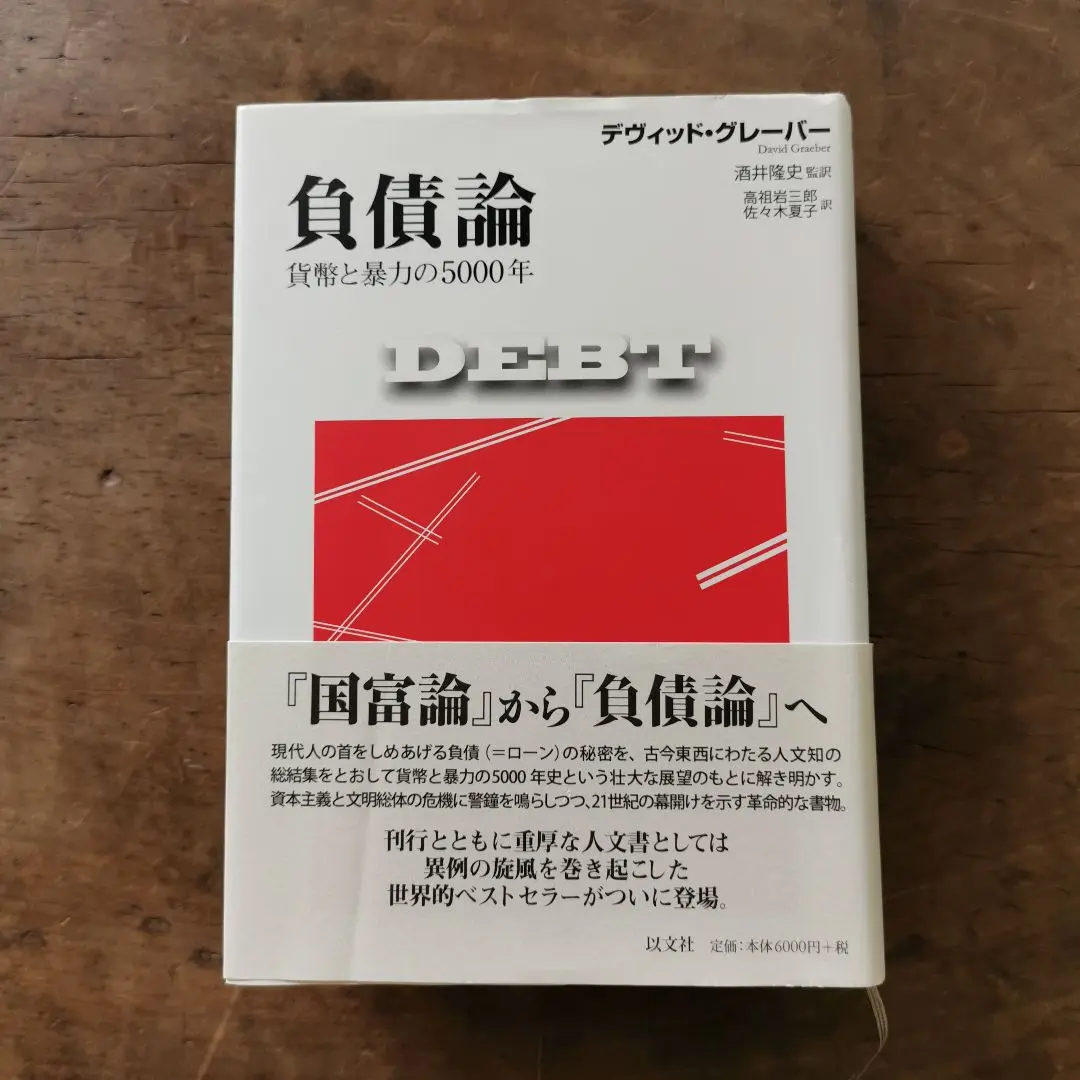 デヴィッド・グレーバー
David Graeber
酒井隆史 監訳
高祖岩三郎
佐々木夏子 訳
負債論
貨幣と暴力の5000年
DEBT
『国富論』から『負債論』へ
現代人の首をしめあげる負債（＝ローン）の秘密を、古今東西にわたる人文知の
総結集をとおして貨幣と暴力の5000年史という壮大な展望のもとに解き明かす。
資本主義と文明総体の危機に警鐘を鳴らしつつ、21世紀の幕開けを示す革命的な書物。
刊行とともに重厚な人文書としては
異例の旋風を巻き起こした
世界的ベストセラーがついに登場。
以文社 定価：本体6000円＋税